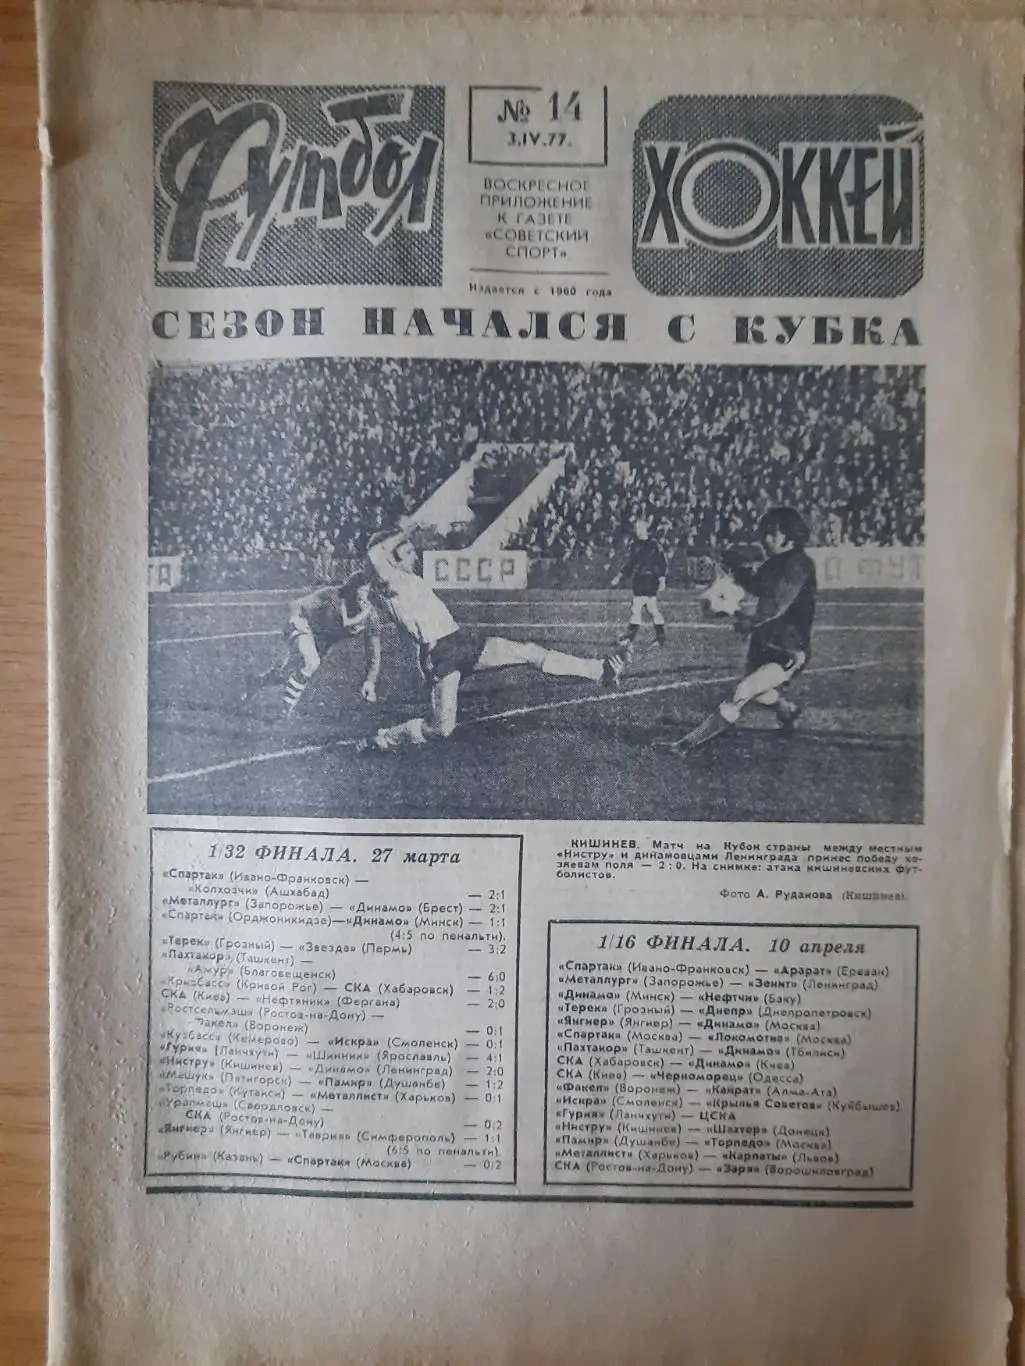 Футбол
№ 14
3.IV.77.
ВОСКРЕСНОЕ
ПРИЛОЖЕНИЕ
К ГАЗЕТЕ
«СОВЕТСКИЙ
СПОРТ»
Издается с 1960 года
ХОККЕЙ
СЕЗОН НАЧАЛСЯ С КУБКА
СССР
О ФУТ
1/32 ФИНАЛА. 27 марта
«Спартак» (Ивано-Франковск) —
«Колхозчи» (Ашхабад) — 2:1
«Металлург» (Запорожье) — «Динамо» (Брест) — 2:1
«Спартак» (Орджоникидзе) — «Динамо» (Минск) — 1:1
(4:5 по пенальти).
«Терек» (Грозный) — «Звезда» (Пермь) — 3:2
«Пахтакор» (Ташкент) —
«Амур» (Благовещенск) — 6:0
«Кривбасс» (Кривой Рог) — СКА (Хабаровск) — 1:2
СКА (Киев) — «Нефтяник» (Фергана) — 2:0
«Ростсельмаш» (Ростов-на-Дону) —
«Факел» (Воронеж) — 0:1
«Кузбасс» (Кемерово) — «Искра» (Смоленск) — 0:1
«Гурия» (Ланчхути) — «Шинник» (Ярославль) — 4:1
«Нистру» (Кишинев) — «Динамо» (Ленинград) — 2:0
«Машук» (Пятигорск) — «Памир» (Душанбе) — 1:2
«Торпедо» (Кутаиси) — «Металлист» (Харьков) — 0:1
«Уралмаш» (Свердловск) —
СКА (Ростов-на-Дону) — 0:2
«Янгиер» (Янгиер) — «Таврия» (Симферополь) — 1:1
(6:5 по пенальти).
«Рубин» (Казань) — «Спартак» (Москва) — 0:2
КИШИНЕВ. Матч на Кубок страны между местным
«Нистру» и динамовцами Ленинграда принес победу хо-
зяевам поля — 2:0. На снимке: атака кишиневских фут-
болистов.
Фото А. Руданова (Кишинев).
1/16 ФИНАЛА. 10 апреля
«Спартак» (Ивано-Франковск) — «Арарат» (Ереван)
«Металлург» (Запорожье) — «Зенит» (Ленинград)
«Динамо» (Минск) — «Нефтчи» (Баку)
«Терек» (Грозный) — «Днепр» (Днепропетровск)
«Янгиер» (Янгиер) — «Динамо» (Москва)
«Спартак» (Москва) — «Локомотив» (Москва)
«Пахтакор» (Ташкент) — «Динамо» (Тбилиси)
СКА (Хабаровск) — «Динамо» (Киев)
СКА (Киев) — «Черноморец» (Одесса)
«Факел» (Воронеж) — «Кайрат» (Алма-Ата)
«Искра» (Смоленск) — «Крылья Советов» (Куйбышев)
«Гурия» (Ланчхути) — ЦСКА
«Нистру» (Кишинев) — «Шахтер» (Донецк)
«Памир» (Душанбе) — «Торпедо» (Москва)
«Металлист» (Харьков) — «Карпаты» (Львов)
СКА (Ростов-на-Дону) — «Заря» (Ворошиловград)